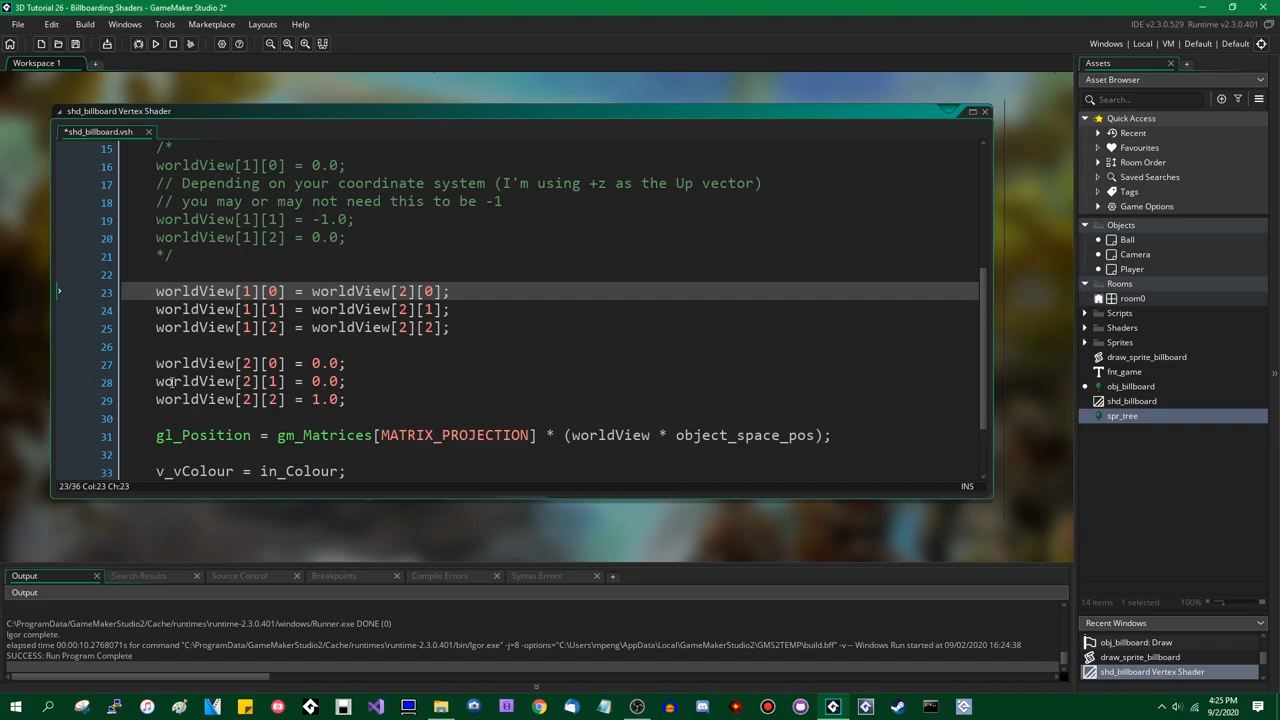 3D Tutorial 26 - Billboarding Shaders - GameMaker Studio 2*
File Edit Build Windows Tools Marketplace Layouts Help
IDE v2.3.0.529 Runtime v2.3.0.401
Windows | Local | VM | Default | Default
Workspace 1
shd_billboard Vertex Shader
*shd_billboard.vsh
15 /*
16 worldView[1][0] = 0.0;
17 // Depending on your coordinate system (I'm using +z as the Up vector)
18 // you may or may not need this to be -1
19 worldView[1][1] = -1.0;
20 worldView[1][2] = 0.0;
21 */
22
23 worldView[1][0] = worldView[2][0];
24 worldView[1][1] = worldView[2][1];
25 worldView[1][2] = worldView[2][2];
26
27 worldView[2][0] = 0.0;
28 worldView[2][1] = 0.0;
29 worldView[2][2] = 1.0;
30
31 gl_Position = gm_Matrices[MATRIX_PROJECTION] * (worldView * object_space_pos);
32
33 v_vColour = in_Colour;
23/36 Col:23 Ch:23
INS
Assets
Asset Browser
Search...
Quick Access
Recent
Favourites
Room Order
Saved Searches
Tags
Game Options
Objects
Ball
Camera
Player
Rooms
room0
Scripts
Shaders
Sprites
draw_sprite_billboard
fnt_game
obj_billboard
shd_billboard
spr_tree
14 items 1 selected 100%
Recent Windows
obj_billboard: Draw
draw_sprite_billboard
shd_billboard Vertex Shader
Output Search Results Source Control Breakpoints Compile Errors Syntax Errors
Output
C:\ProgramData/GameMakerStudio2/Cache/runtimes\runtime-2.3.0.401/windows/Runner.exe DONE (0)
Igor complete.
elapsed time 00:00:10.2768071s for command "C:\ProgramData/GameMakerStudio2/Cache/runtimes\runtime-2.3.0.401/bin/Igor.exe" -j=8 -options="C:\Users\mpeng\AppData\Local\GameMakerStudio2\GMS2TEMP\build.bff" -v -- Windows Run started at 09/02/2020 16:24:38
SUCCESS: Run Program Complete
4:25 PM
9/2/2020